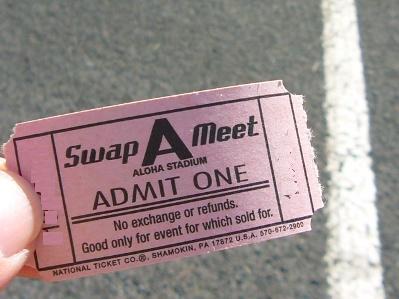 Swap A Meet
ALOHA STADIUM
ADMIT ONE
No exchange or refunds.
Good only for event for which sold for.
NATIONAL TICKET CO.®, SHAMOKIN, PA 17872 U.S.A. 570-672-2900